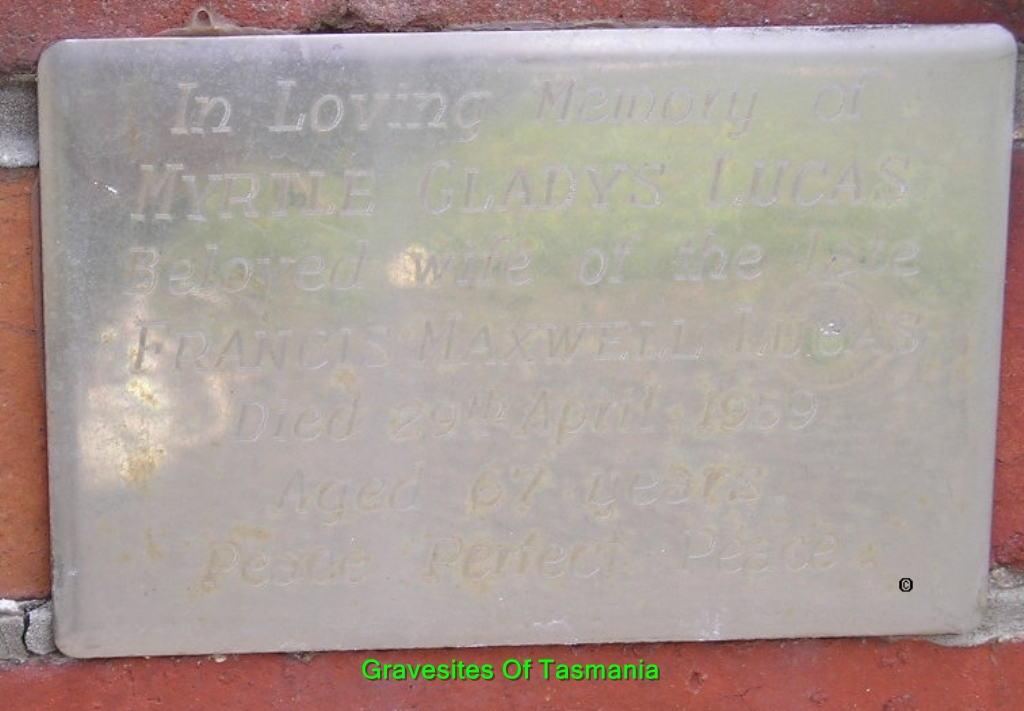 In Loving Memory of
MYRTLE GLADYS LUCAS
Beloved wife of the late
FRANCIS MAXWELL LUCAS
Died 29th April 1959
Aged 67 years.
Peace Perfect Peace.
©
Gravesites Of Tasmania